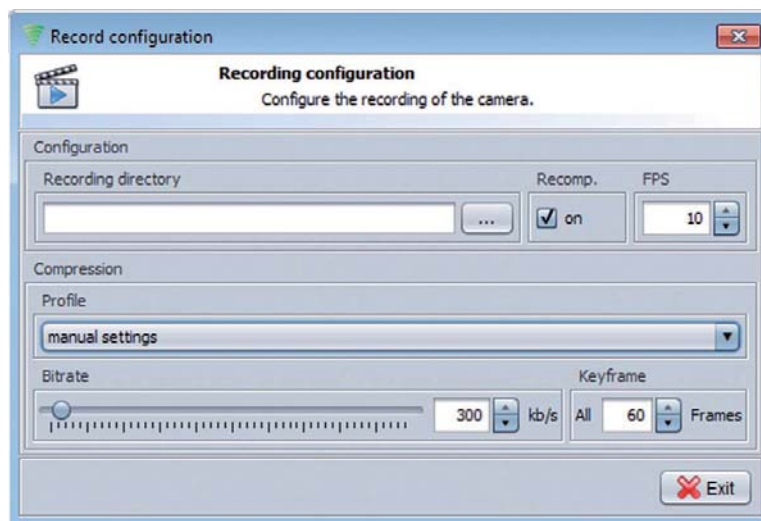 Record configuration
Recording configuration
Configure the recording of the camera.
Configuration
Recording directory
Recomp.
FPS
...
on
10
Compression
Profile
manual settings
Bitrate
Keyframe
300 kb/s
All 60 Frames
Exit